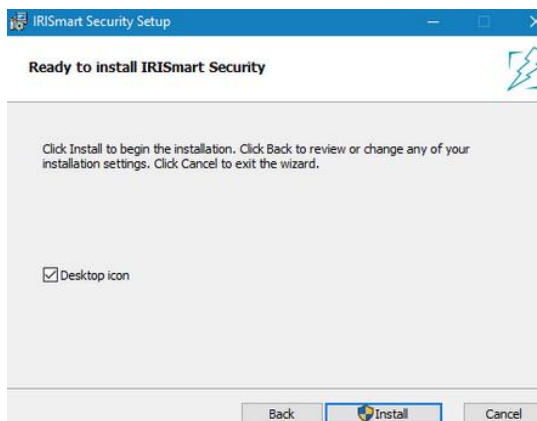 IRISmart Security Setup
Ready to install IRISmart Security
Click Install to begin the installation. Click Back to review or change any of your
installation settings. Click Cancel to exit the wizard.
Desktop icon
Back Install Cancel